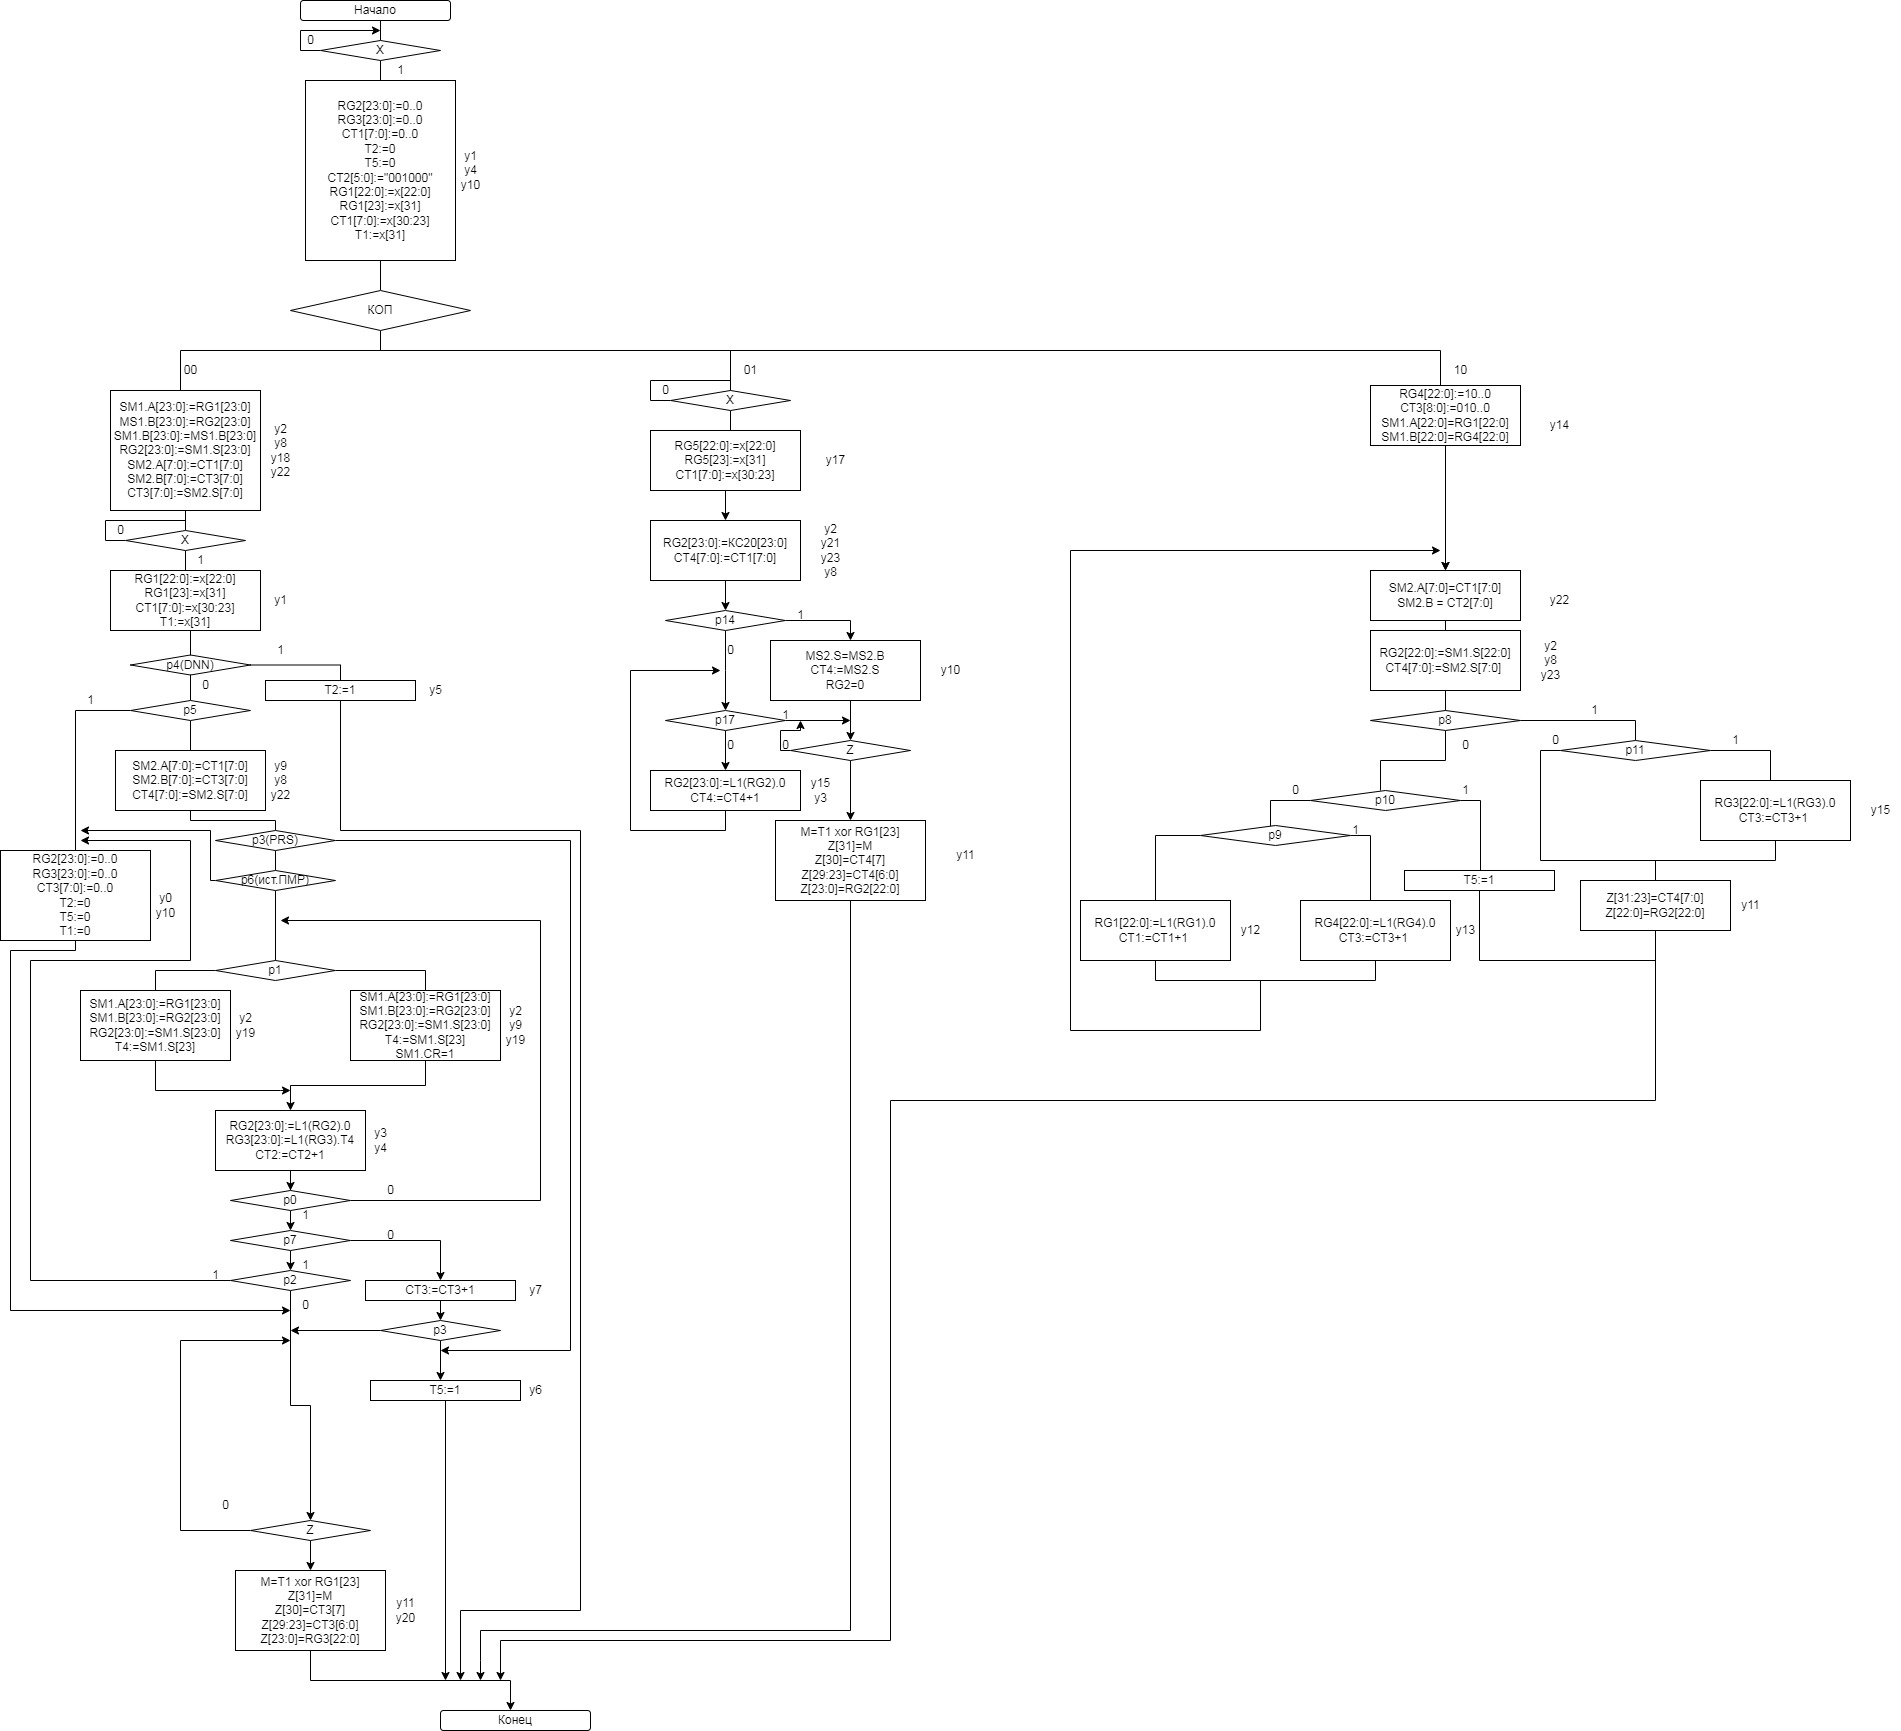 Начало
0
X
1
RG2[23:0]:=0..0
RG3[23:0]:=0..0
CT1[7:0]:=0..0
T2:=0
T5:=0
CT2[5:0]:="001000"
RG1[22:0]:=x[22:0]
RG1[23]:=x[31]
CT1[7:0]:=x[30:23]
T1:=x[31]
y1
y4
y10
КОП
00
SM1.A[23:0]:=RG1[23:0]
MS1.B[23:0]:=RG2[23:0]
SM1.B[23:0]:=MS1.B[23:0]
RG2[23:0]:=SM1.S[23:0]
SM2.A[7:0]:=CT1[7:0]
SM2.B[7:0]:=CT3[7:0]
CT3[7:0]:=SM2.S[7:0]
y2
y8
y18
y22
0
X
1
RG1[22:0]:=x[22:0]
RG1[23]:=x[31]
CT1[7:0]:=x[30:23]
T1:=x[31]
y1
p4(DNN)
1
0
T2:=1
y5
1
p5
SM2.A[7:0]:=CT1[7:0]
SM2.B[7:0]:=CT3[7:0]
CT4[7:0]:=SM2.S[7:0]
y9
y8
y22
p3(PRS)
p6(ист.ПМР)
RG2[23:0]:=0..0
RG3[23:0]:=0..0
CT3[7:0]:=0..0
T2:=0
T5:=0
T1:=0
y0
y10
p1
SM1.A[23:0]:=RG1[23:0]
SM1.B[23:0]:=RG2[23:0]
RG2[23:0]:=SM1.S[23:0]
T4:=SM1.S[23]
y2
y19
SM1.A[23:0]:=RG1[23:0]
SM1.B[23:0]:=RG2[23:0]
RG2[23:0]:=SM1.S[23:0]
T4:=SM1.S[23]
SM1.CR=1
y2
y9
y19
RG2[23:0]:=L1(RG2).0
RG3[23:0]:=L1(RG3).T4
CT2:=CT2+1
y3
y4
p0
0
1
p7
0
1
1
p2
0
CT3:=CT3+1
y7
p3
T5:=1
y6
0
Z
M=T1 xor RG1[23]
Z[31]=M
Z[30]=CT3[7]
Z[29:23]=CT3[6:0]
Z[23:0]=RG3[22:0]
y11
y20
Конец
01
0
X
RG5[22:0]:=x[22:0]
RG5[23]:=x[31]
CT1[7:0]:=x[30:23]
y17
RG2[23:0]:=КС20[23:0]
CT4[7:0]:=CT1[7:0]
y2
y21
y23
y8
p14
1
0
MS2.S=MS2.B
CT4:=MS2.S
RG2=0
y10
p17
1
0
0
Z
RG2[23:0]:=L1(RG2).0
CT4:=CT4+1
y15
y3
M=T1 xor RG1[23]
Z[31]=M
Z[30]=CT4[7]
Z[29:23]=CT4[6:0]
Z[23:0]=RG2[22:0]
y11
10
RG4[22:0]:=10..0
CT3[8:0]:=010..0
SM1.A[22:0]=RG1[22:0]
SM1.B[22:0]=RG4[22:0]
y14
SM2.A[7:0]=CT1[7:0]
SM2.B = CT2[7:0]
y22
RG2[22:0]:=SM1.S[22:0]
CT4[7:0]:=SM2.S[7:0]
y2
y8
y23
p8
1
0
0
p11
1
RG3[22:0]:=L1(RG3).0
CT3:=CT3+1
y15
0
p10
1
p9
1
T5:=1
RG1[22:0]:=L1(RG1).0
CT1:=CT1+1
y12
RG4[22:0]:=L1(RG4).0
CT3:=CT3+1
y13
Z[31:23]=CT4[7:0]
Z[22:0]=RG2[22:0]
y11